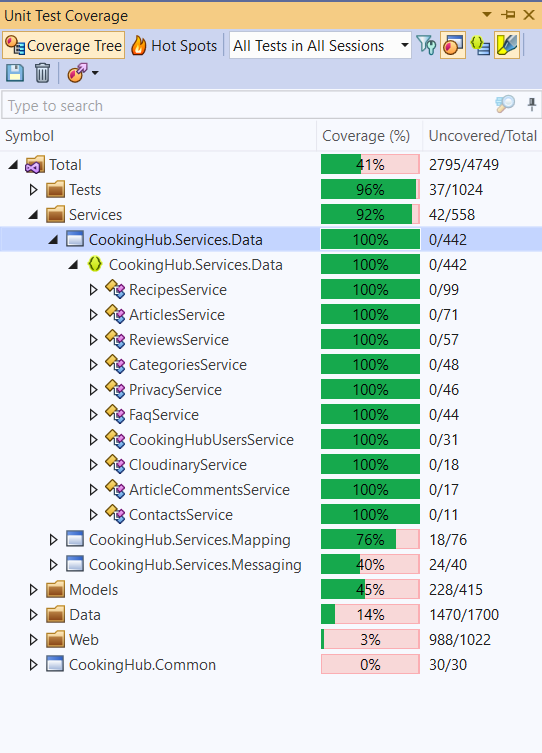 Unit Test Coverage
Coverage Tree Hot Spots All Tests in All Sessions
Type to search
Symbol Coverage (%) Uncovered/Total
Total 41% 2795/4749
Tests 96% 37/1024
Services 92% 42/558
CookingHub.Services.Data 100% 0/442
CookingHub.Services.Data 100% 0/442
RecipesService 100% 0/99
ArticlesService 100% 0/71
ReviewsService 100% 0/57
CategoriesService 100% 0/48
PrivacyService 100% 0/46
FaqService 100% 0/44
CookingHubUsersService 100% 0/31
CloudinaryService 100% 0/18
ArticleCommentsService 100% 0/17
ContactsService 100% 0/11
CookingHub.Services.Mapping 76% 18/76
CookingHub.Services.Messaging 40% 24/40
Models 45% 228/415
Data 14% 1470/1700
Web 3% 988/1022
CookingHub.Common 0% 30/30